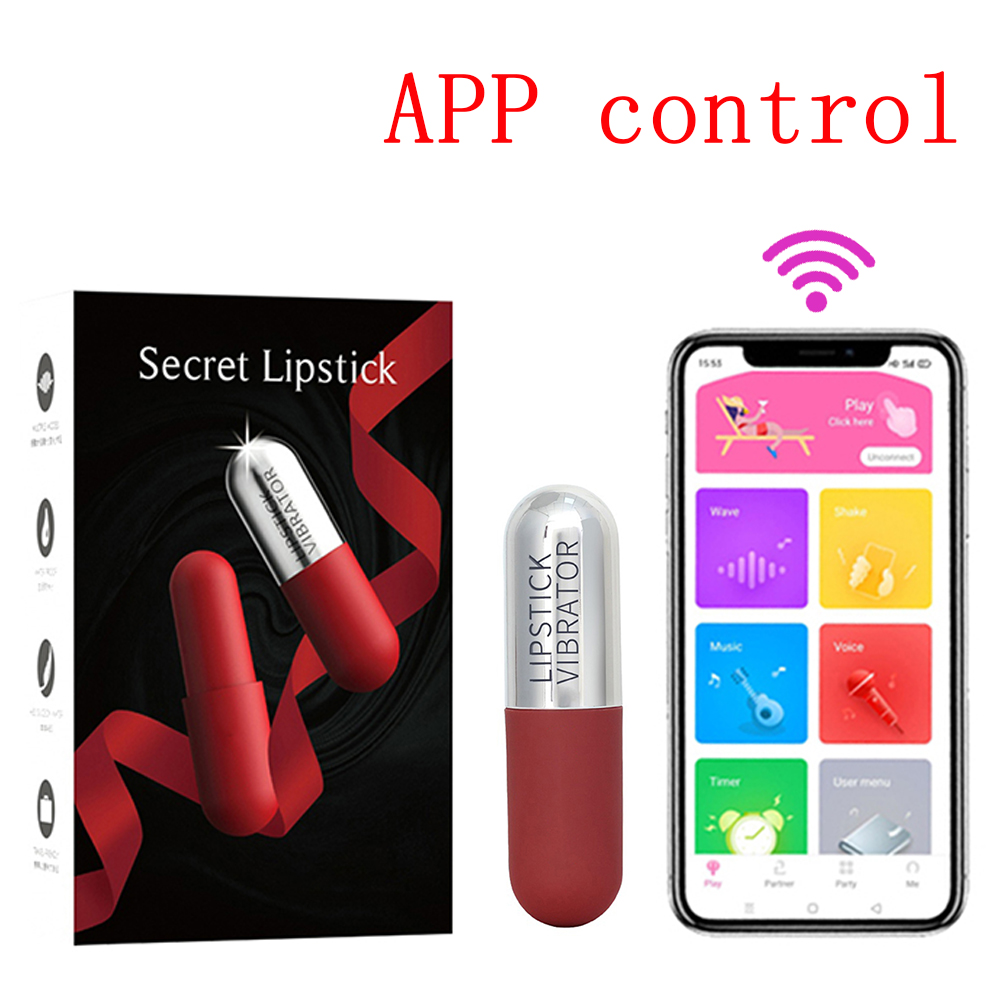 APP control
Secret Lipstick
LIPSTICK
VIBRATOR
LIPSTICK
VIBRATOR
15:53
Play
Click here
Unconnect
Wave
Shake
Music
Voice
Timer
User menu
Play
Partner
Party
Me